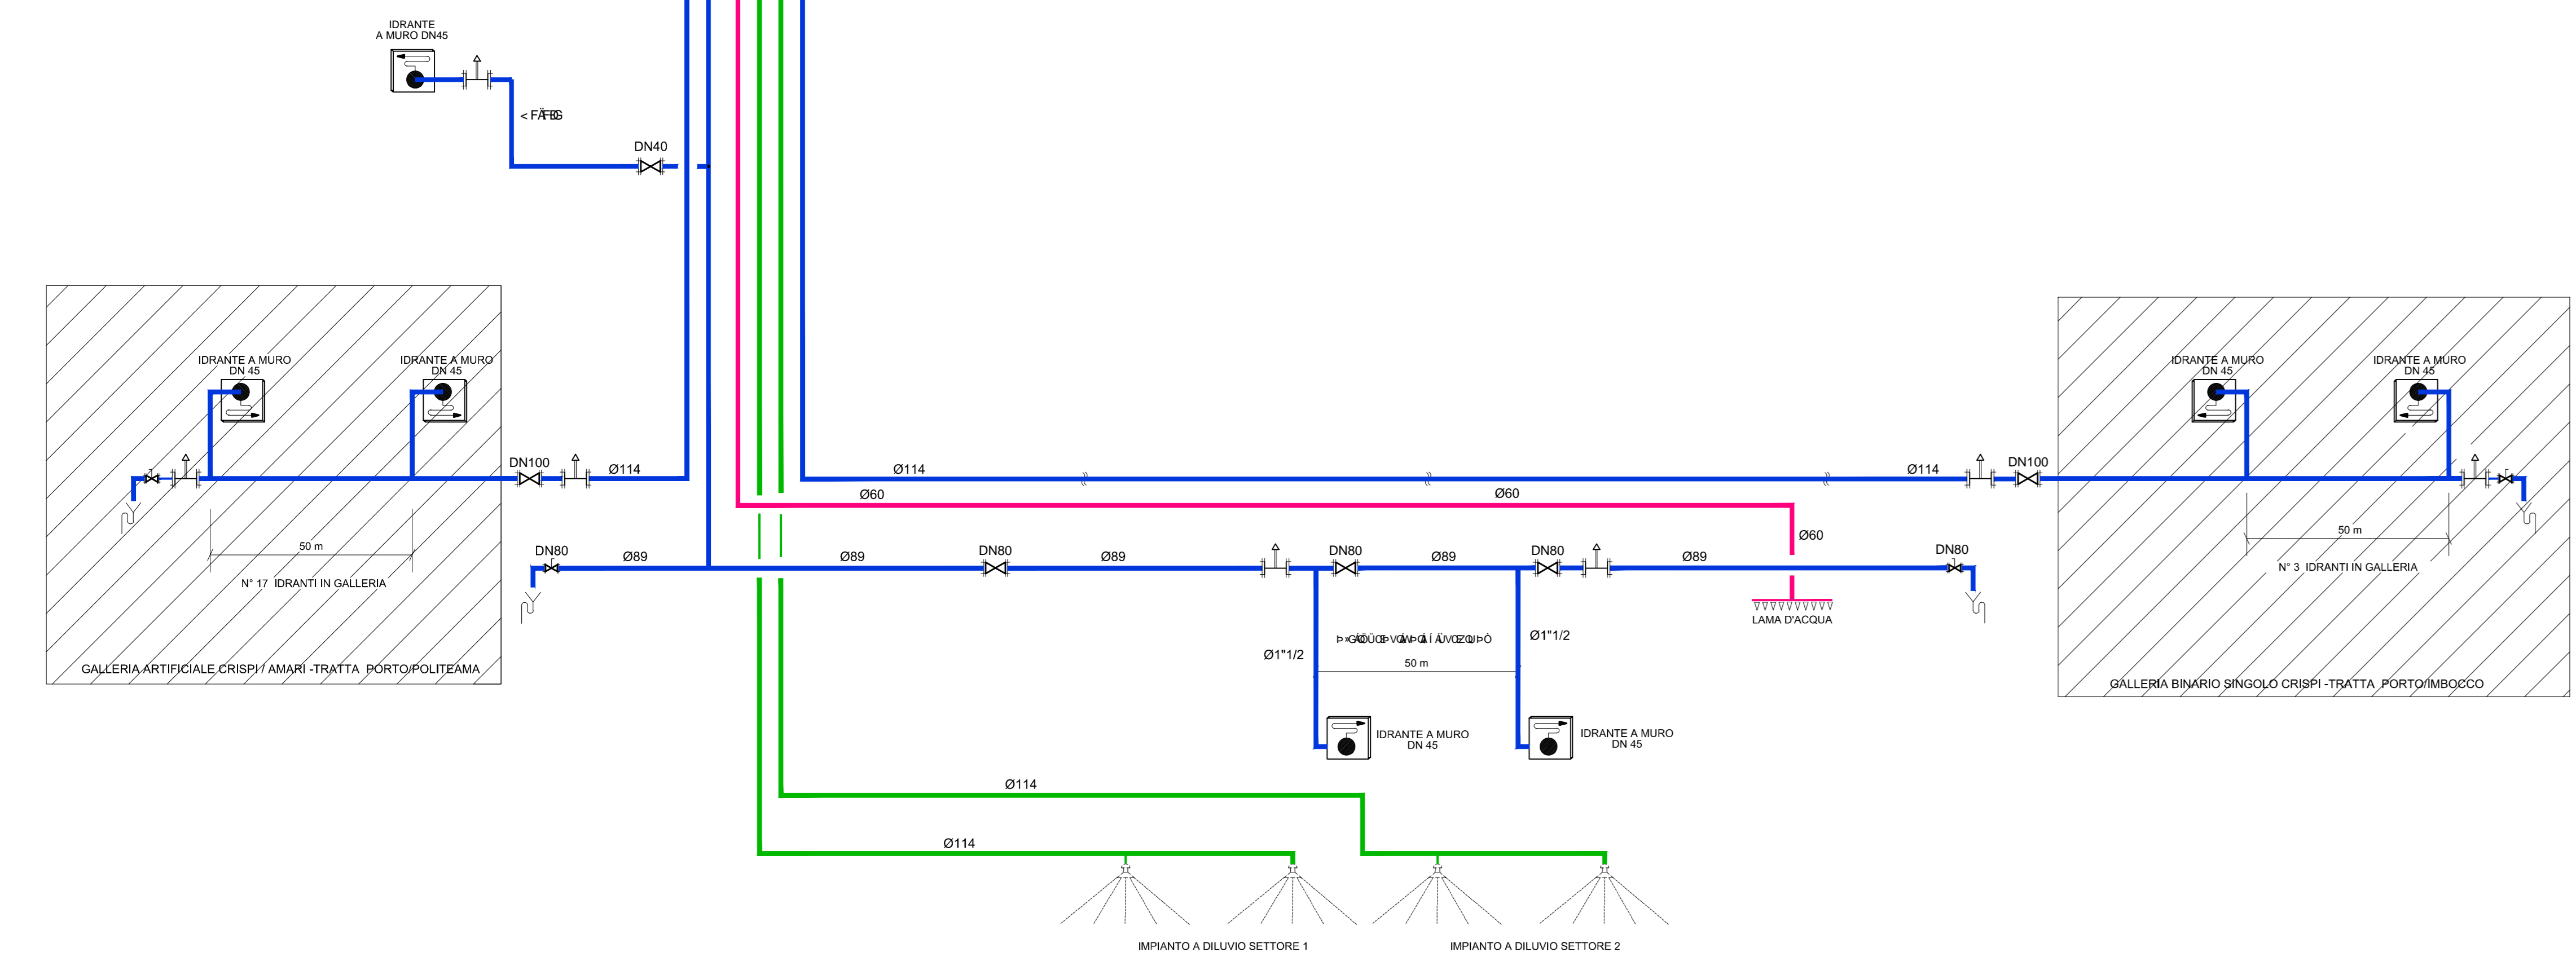 IDRANTE
A MURO DN45
DN40
IDRANTE A MURO
DN 45
IDRANTE A MURO
DN 45
IDRANTE A MURO
DN 45
IDRANTE A MURO
DN 45
DN100
Ø114
Ø114
Ø114
DN100
Ø60
Ø60
Ø60
50 m
N° 17 IDRANTI IN GALLERIA
50 m
N° 3 IDRANTI IN GALLERIA
DN80
Ø89
Ø89
DN80
Ø89
DN80
Ø89
DN80
Ø89
DN80
LAMA D'ACQUA
Ø1"1/2
Ø1"1/2
50 m
GALLERIA ARTIFICIALE CRISPI / AMARI -TRATTA PORTO/POLITEAMA
GALLERIA BINARIO SINGOLO CRISPI -TRATTA PORTO/IMBOCCO
IDRANTE A MURO
DN 45
IDRANTE A MURO
DN 45
Ø114
Ø114
IMPIANTO A DILUVIO SETTORE 1
IMPIANTO A DILUVIO SETTORE 2